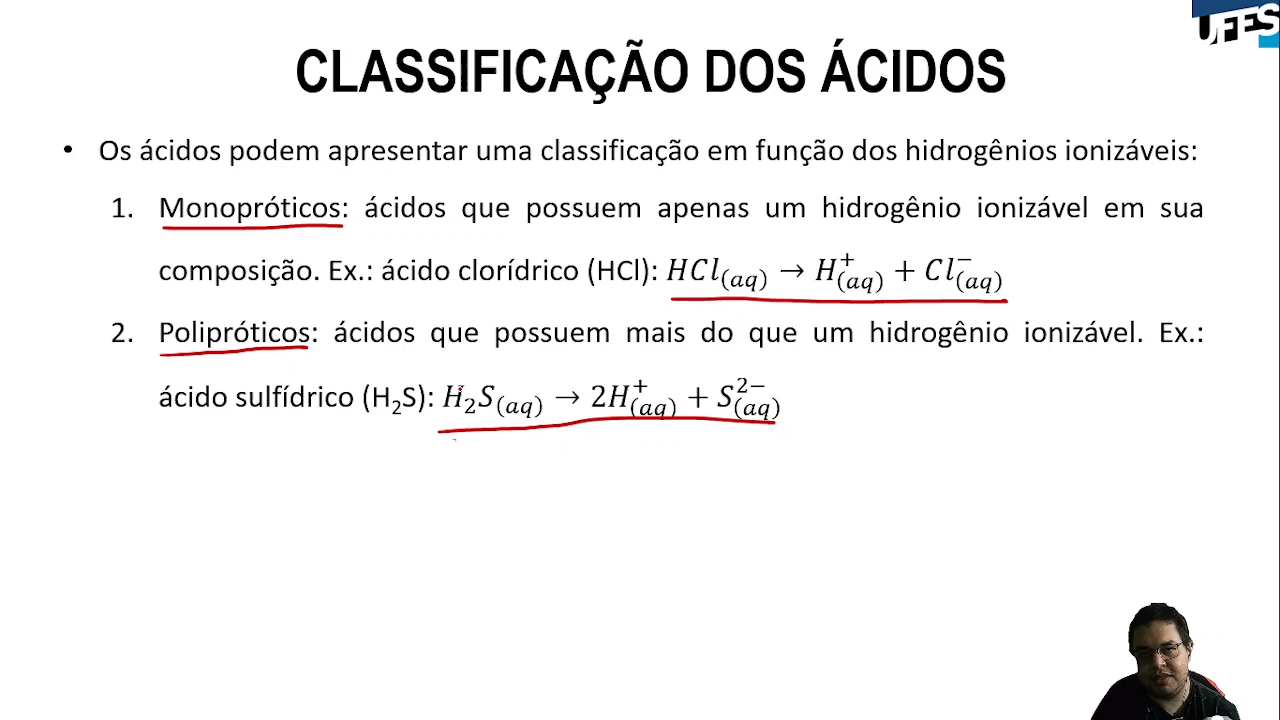 UFES
CLASSIFICAÇÃO DOS ÁCIDOS
• Os ácidos podem apresentar uma classificação em função dos hidrogênios ionizáveis:
1. Monopróticos: ácidos que possuem apenas um hidrogênio ionizável em sua
composição. Ex.: ácido clorídrico (HCl): HCl₍aq₎ → H⁺₍aq₎ + Cl⁻₍aq₎
2. Polipróticos: ácidos que possuem mais do que um hidrogênio ionizável. Ex.:
ácido sulfídrico (H₂S): H₂S₍aq₎ → 2H⁺₍aq₎ + S²⁻₍aq₎